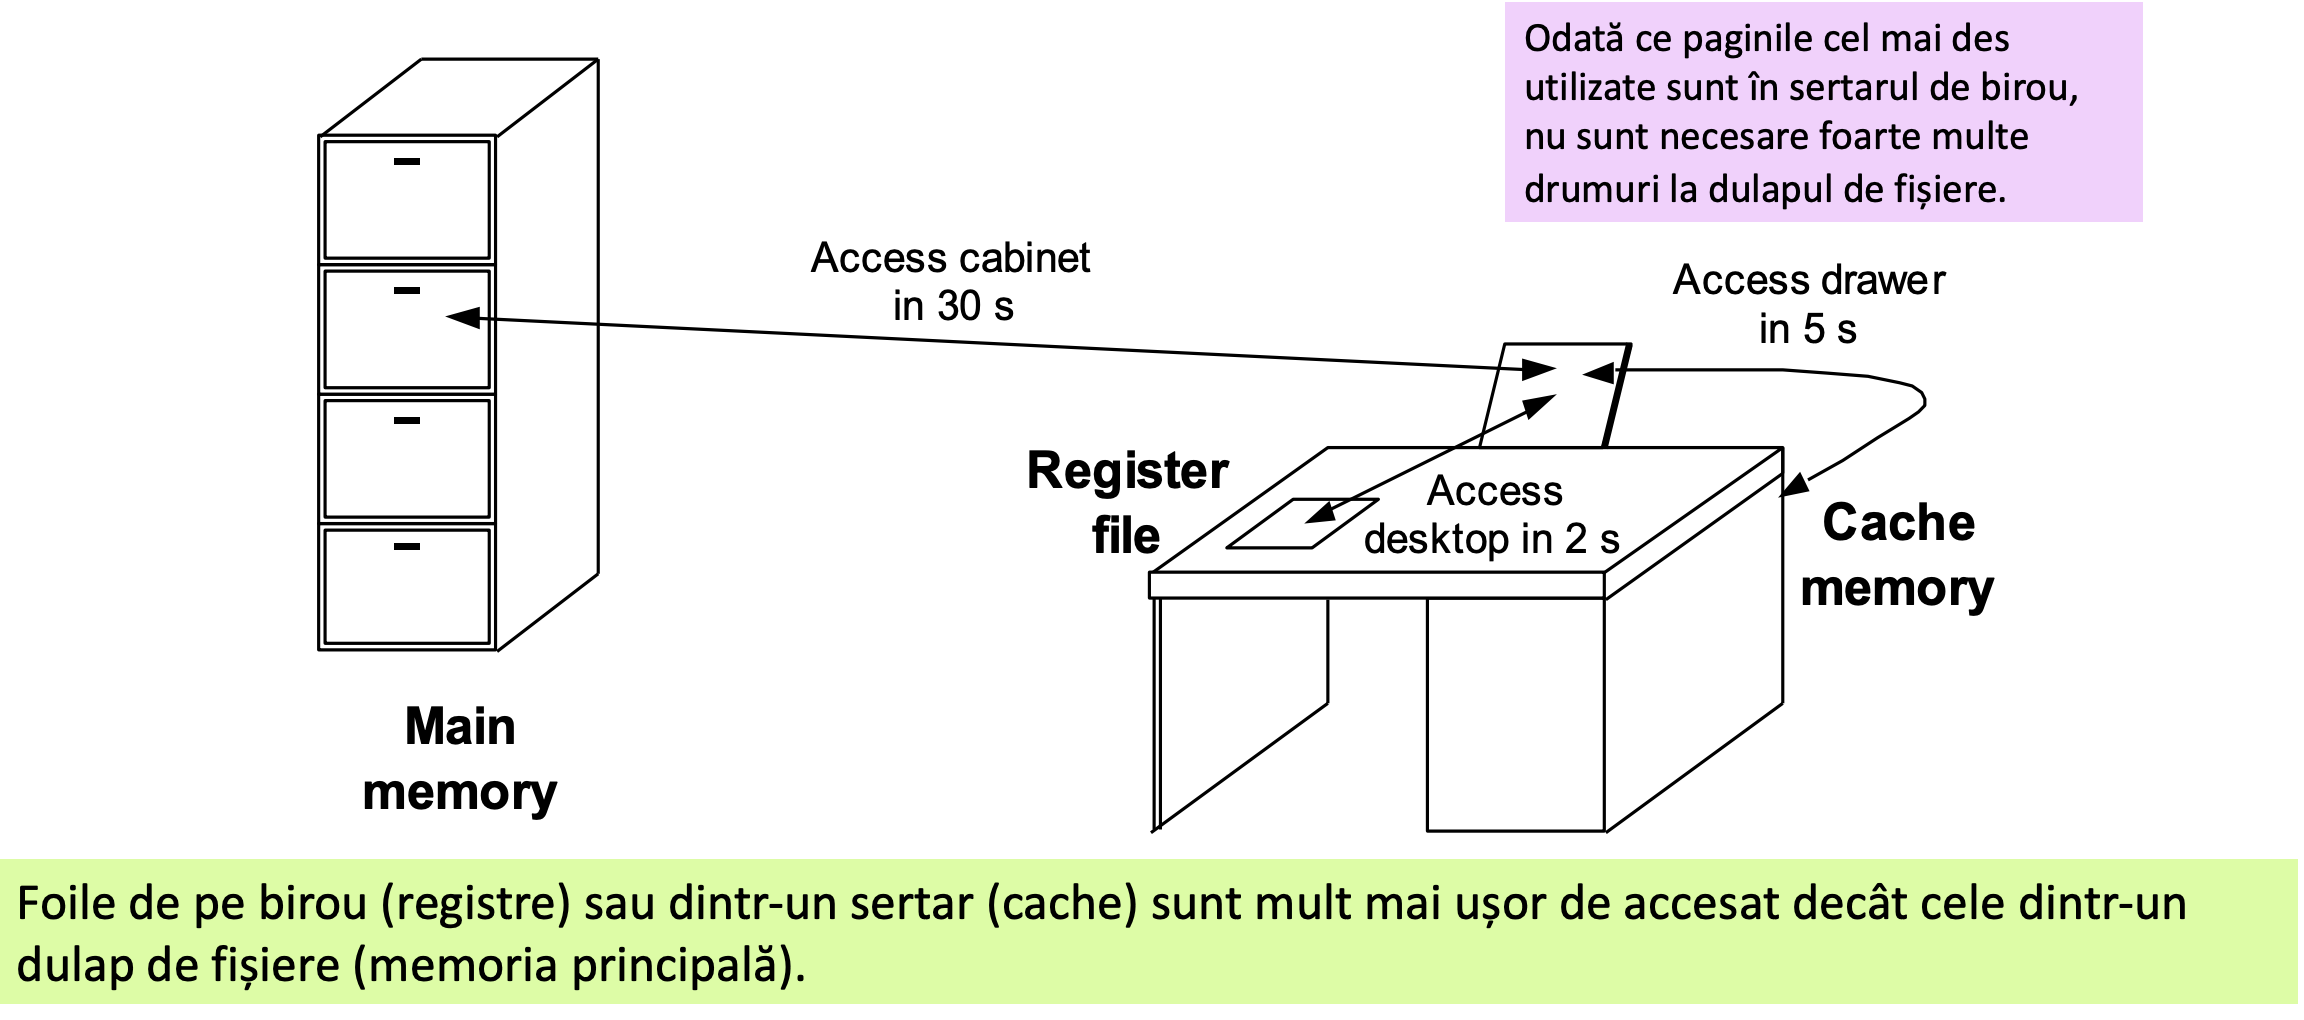 Odată ce paginile cel mai des
utilizate sunt în sertarul de birou,
nu sunt necesare foarte multe
drumuri la dulapul de fișiere.
Access cabinet
in 30 s
Access drawer
in 5 s
Register
file
Access
desktop in 2 s
Cache
memory
Main
memory
Foile de pe birou (registre) sau dintr-un sertar (cache) sunt mult mai ușor de accesat decât cele dintr-un
dulap de fișiere (memoria principală).